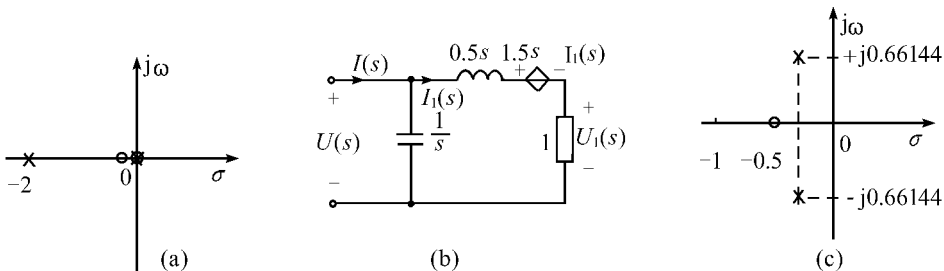 jω
−2
0
σ
(a)
I(s)
0.5s
1.5s
I₁(s)
+
−
+
I₁(s)
+
U(s)
1/s
1
U₁(s)
−
−
(b)
jω
+j0.66144
−1
−0.5
0
σ
-j0.66144
(c)